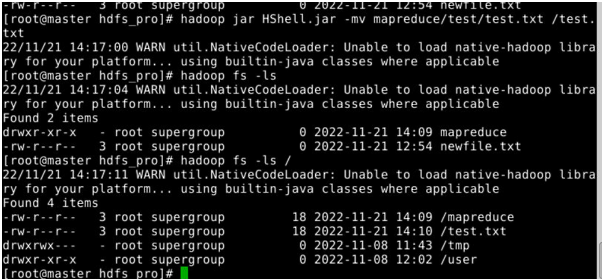 -rw-r--r--   3 root supergroup          0 2022-11-21 12:54 newfile.txt
[root@master hdfs_pro]# hadoop jar HShell.jar -mv mapreduce/test/test.txt /test.
txt
22/11/21 14:17:00 WARN util.NativeCodeLoader: Unable to load native-hadoop libra
ry for your platform... using builtin-java classes where applicable
[root@master hdfs_pro]# hadoop fs -ls
22/11/21 14:17:04 WARN util.NativeCodeLoader: Unable to load native-hadoop libra
ry for your platform... using builtin-java classes where applicable
Found 2 items
drwxr-xr-x   - root supergroup          0 2022-11-21 14:09 mapreduce
-rw-r--r--   3 root supergroup          0 2022-11-21 12:54 newfile.txt
[root@master hdfs_pro]# hadoop fs -ls /
22/11/21 14:17:11 WARN util.NativeCodeLoader: Unable to load native-hadoop libra
ry for your platform... using builtin-java classes where applicable
Found 4 items
-rw-r--r--   3 root supergroup         18 2022-11-21 14:09 /mapreduce
-rw-r--r--   3 root supergroup         18 2022-11-21 14:10 /test.txt
drwxrwx---   - root supergroup          0 2022-11-08 11:43 /tmp
drwxr-xr-x   - root supergroup          0 2022-11-08 12:02 /user
[root@master hdfs_pro]#